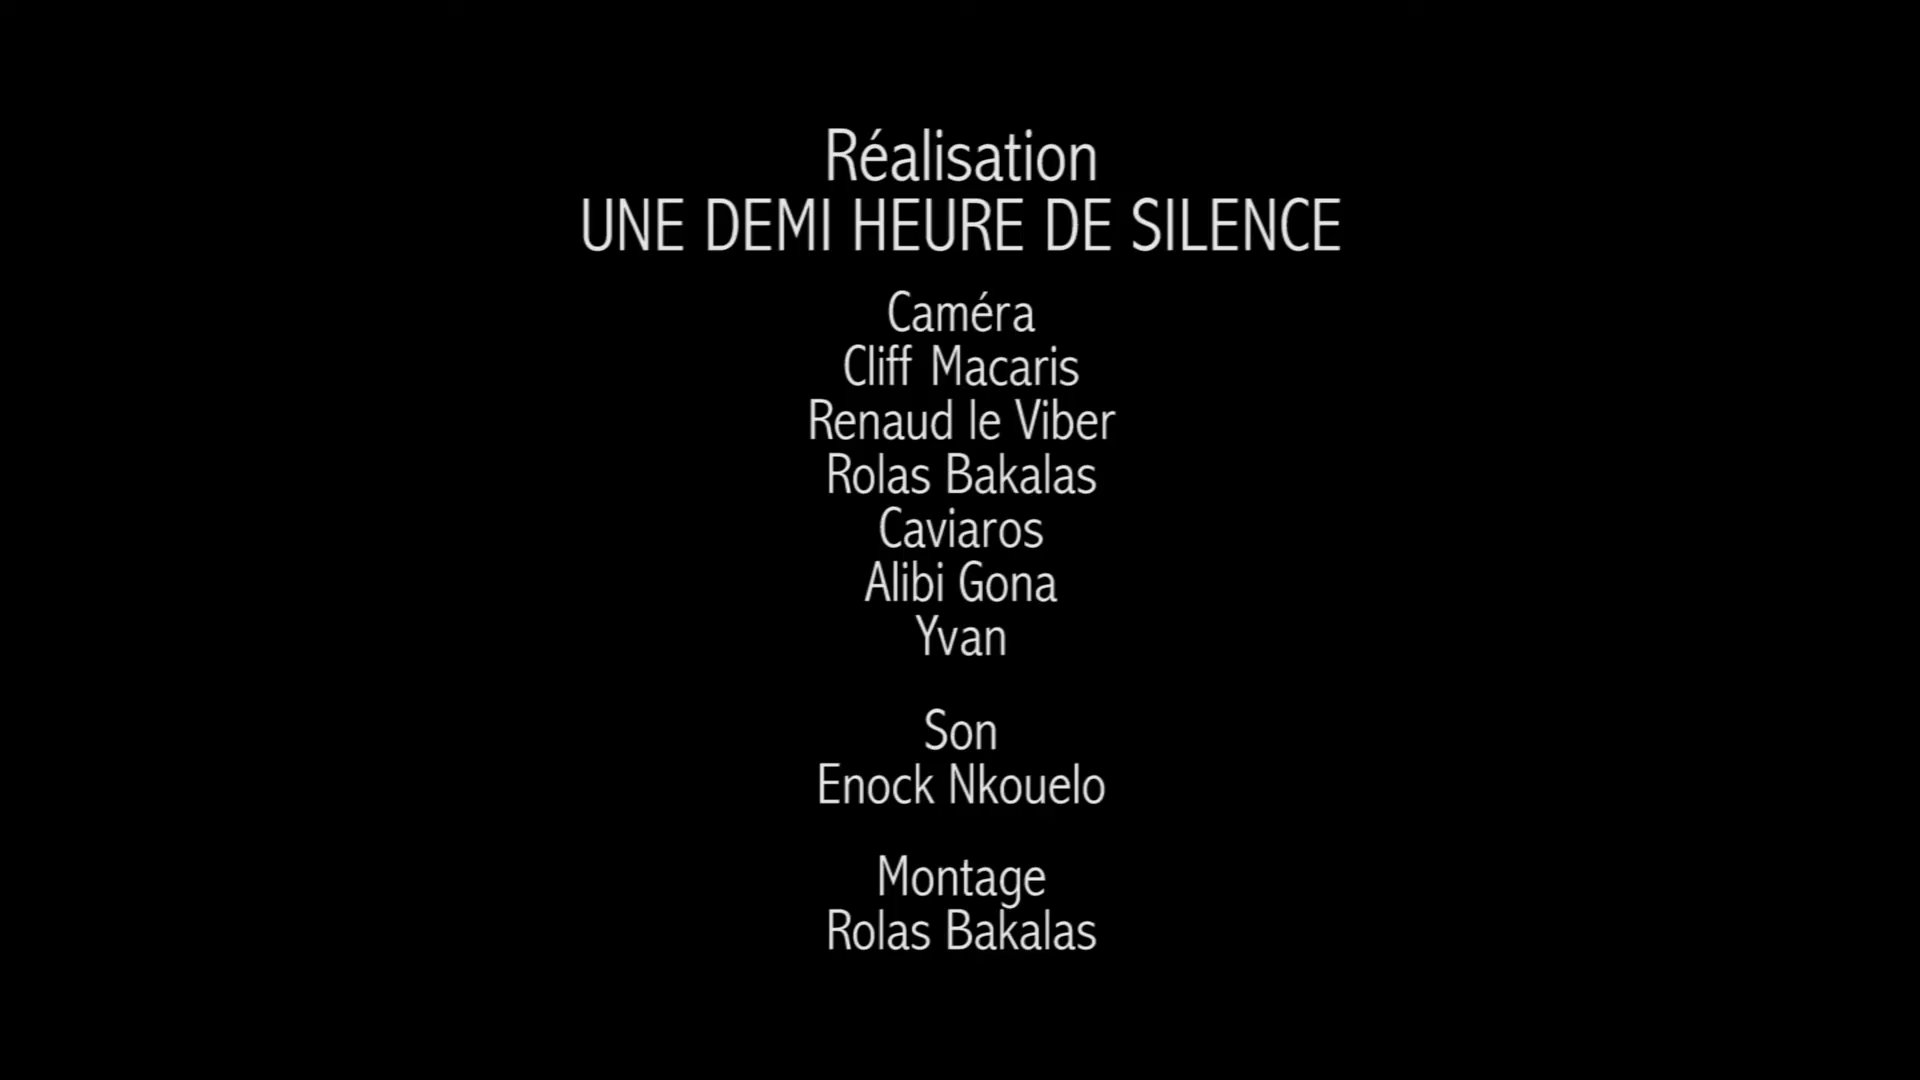 Réalisation
UNE DEMI HEURE DE SILENCE
Caméra
Cliff Macaris
Renaud le Viber
Rolas Bakalas
Caviaros
Alibi Gona
Yvan
Son
Enock Nkouelo
Montage
Rolas Bakalas